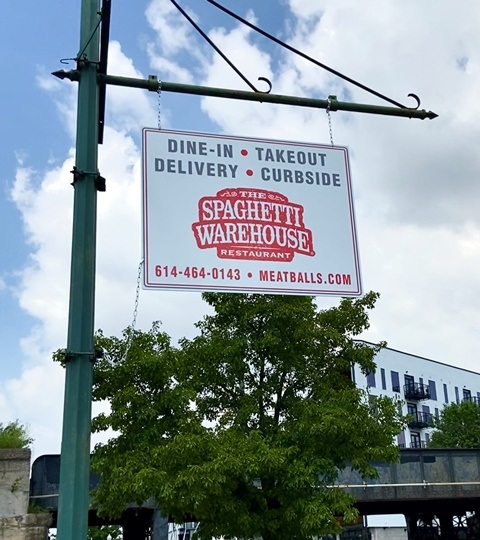 DINE-IN • TAKEOUT
DELIVERY • CURBSIDE
THE
SPAGHETTI
WAREHOUSE
RESTAURANT
614-464-0143 • MEATBALLS.COM